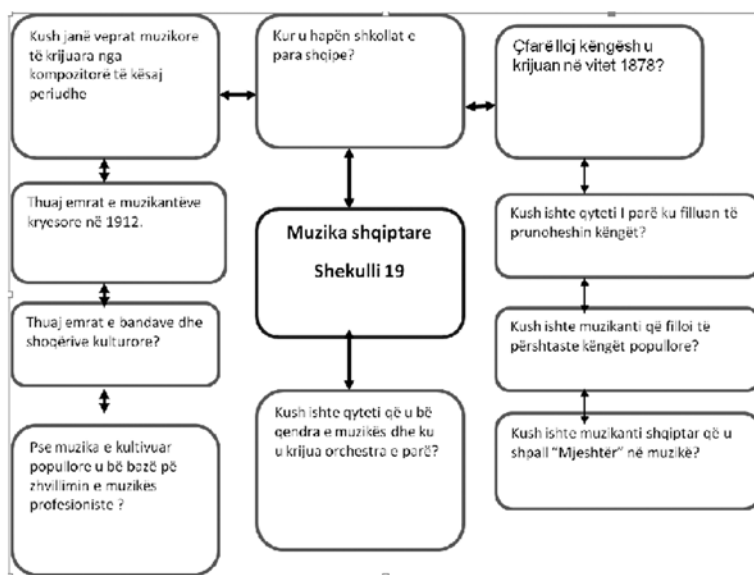 Kush janë veprat muzikore
të krijuara nga
kompozitorë të kësaj
periudhe
Kur u hapën shkollat e
para shqipe?
Çfarë lloj këngësh u
krijuan në vitet 1878?
Thuaj emrat e muzikantëve
kryesore në 1912.
Muzika shqiptare
Shekulli 19
Kush ishte qyteti I parë ku filluan të
prunoheshin këngët?
Thuaj emrat e bandave dhe
shoqërive kulturore?
Kush ishte muzikanti që filloi të
përshtaste këngët popullore?
Pse muzika e kultivuar
popullore u bë bazë pë
zhvillimin e muzikës
profesioniste ?
Kush ishte qyteti që u bë
qendra e muzikës dhe ku
u krijua orchestra e parë?
Kush ishte muzikanti shqiptar që u
shpall “Mjeshtër” në muzikë?